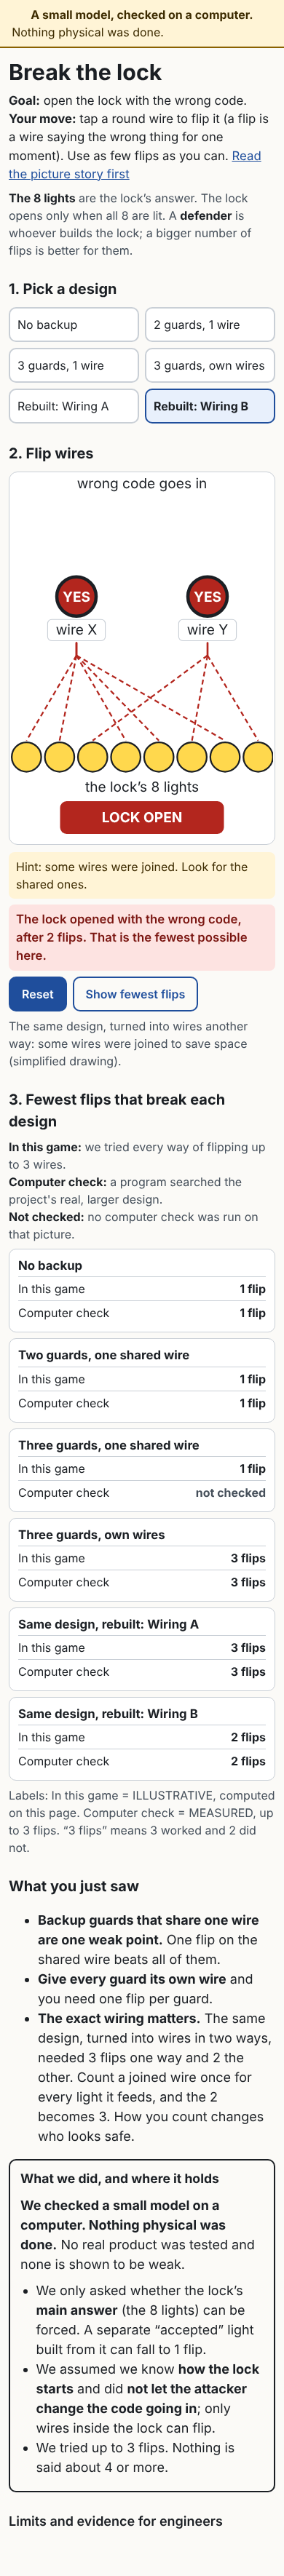 A small model, checked on a computer.
Nothing physical was done.
Break the lock
Goal: open the lock with the wrong code.
Your move: tap a round wire to flip it (a flip is
a wire saying the wrong thing for one
moment). Use as few flips as you can. Read
the picture story first
The 8 lights are the lock's answer. The lock
opens only when all 8 are lit. A defender is
whoever builds the lock; a bigger number of
flips is better for them.
1. Pick a design
No backup
2 guards, 1 wire
3 guards, 1 wire
3 guards, own wires
Rebuilt: Wiring A
Rebuilt: Wiring B
2. Flip wires
wrong code goes in
YES
YES
wire X
wire Y
the lock's 8 lights
LOCK OPEN
Hint: some wires were joined. Look for the
shared ones.
The lock opened with the wrong code,
after 2 flips. That is the fewest possible
here.
Reset
Show fewest flips
The same design, turned into wires another
way: some wires were joined to save space
(simplified drawing).
3. Fewest flips that break each
design
In this game: we tried every way of flipping up
to 3 wires.
Computer check: a program searched the
project's real, larger design.
Not checked: no computer check was run on
that picture.
No backup
In this game 1 flip
Computer check 1 flip
Two guards, one shared wire
In this game 1 flip
Computer check 1 flip
Three guards, one shared wire
In this game 1 flip
Computer check not checked
Three guards, own wires
In this game 3 flips
Computer check 3 flips
Same design, rebuilt: Wiring A
In this game 3 flips
Computer check 3 flips
Same design, rebuilt: Wiring B
In this game 2 flips
Computer check 2 flips
Labels: In this game = ILLUSTRATIVE, computed
on this page. Computer check = MEASURED, up
to 3 flips. “3 flips” means 3 worked and 2 did
not.
What you just saw
• Backup guards that share one wire
are one weak point. One flip on the
shared wire beats all of them.
• Give every guard its own wire and
you need one flip per guard.
• The exact wiring matters. The same
design, turned into wires in two ways,
needed 3 flips one way and 2 the
other. Count a joined wire once for
every light it feeds, and the 2
becomes 3. How you count changes
who looks safe.
What we did, and where it holds
We checked a small model on a
computer. Nothing physical was
done. No real product was tested and
none is shown to be weak.
• We only asked whether the lock's
main answer (the 8 lights) can be
forced. A separate “accepted” light
built from it can fall to 1 flip.
• We assumed we know how the lock
starts and did not let the attacker
change the code going in; only
wires inside the lock can flip.
• We tried up to 3 flips. Nothing is
said about 4 or more.
Limits and evidence for engineers